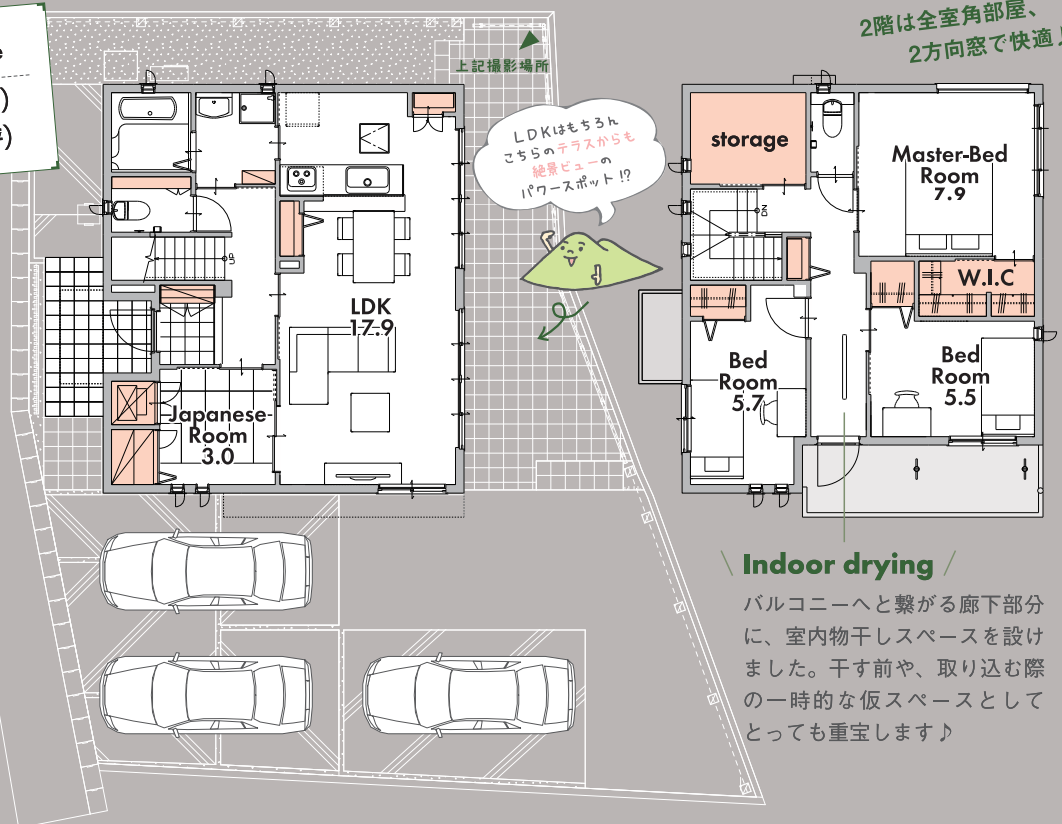 2階は全室角部屋、
2方向窓で快適♪
上記撮影場所
LDKはもちろん
こちらのテラスからも
絶景ビューの
パワースポット!?
UP
LDK
17.9
Japanese-
Room
3.0
storage
Master-Bed
Room
7.9
DN
W.I.C
Bed
Room
5.7
Bed
Room
5.5
Indoor drying
バルコニーへと繋がる廊下部分
に、室内物干しスペースを設け
ました。干す前や、取り込む際
の一時的な仮スペースとして
とっても重宝します♪